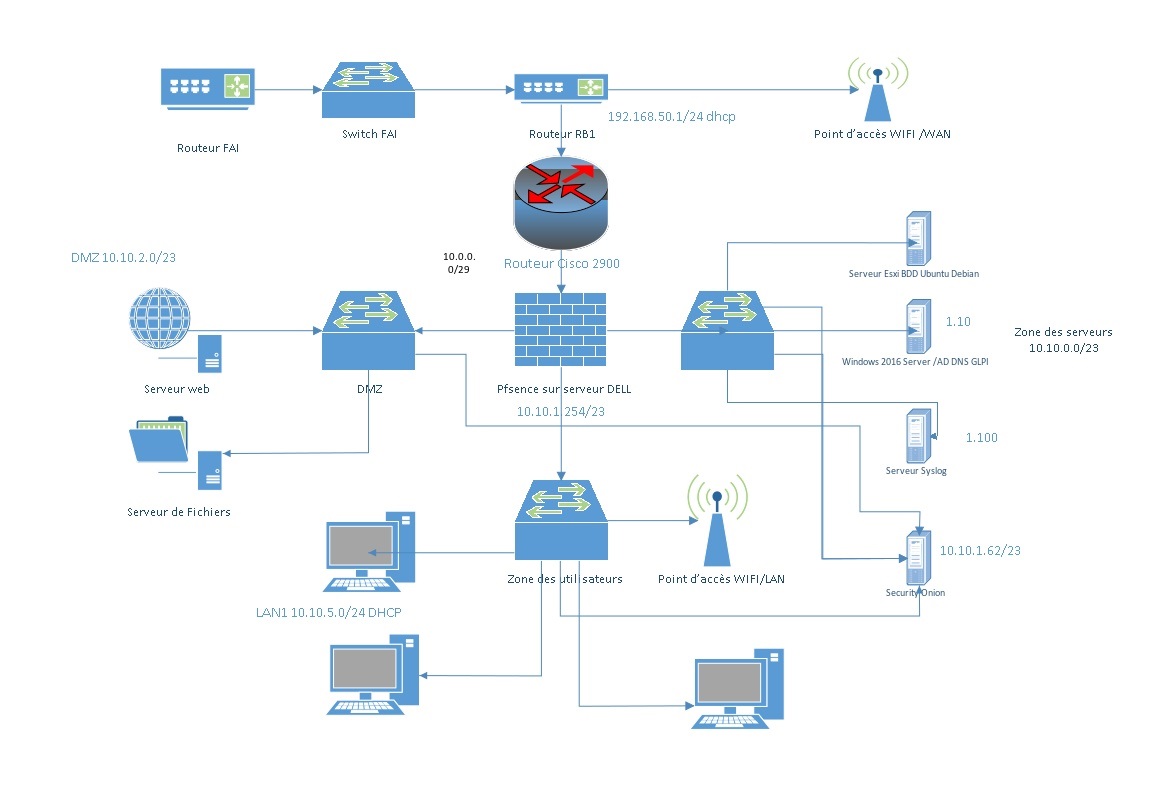 Routeur FAI
Switch FAI
Routeur RB1
192.168.50.1/24 dhcp
Point d'accès WIFI /WAN
DMZ 10.10.2.0/23
10.0.0.
0/29
Routeur Cisco 2900
Serveur Esxi BDD Ubuntu Debian
1.10
Zone des serveurs
10.10.0.0/23
Windows 2016 Server /AD DNS GLPI
Serveur web
DMZ
Pfsence sur serveur DELL
10.10.1.254/23
1.100
Serveur Syslog
Serveur de Fichiers
10.10.1.62/23
Zone des utilisateurs
Point d'accès WIFI/LAN
Security Onion
LAN1 10.10.5.0/24 DHCP